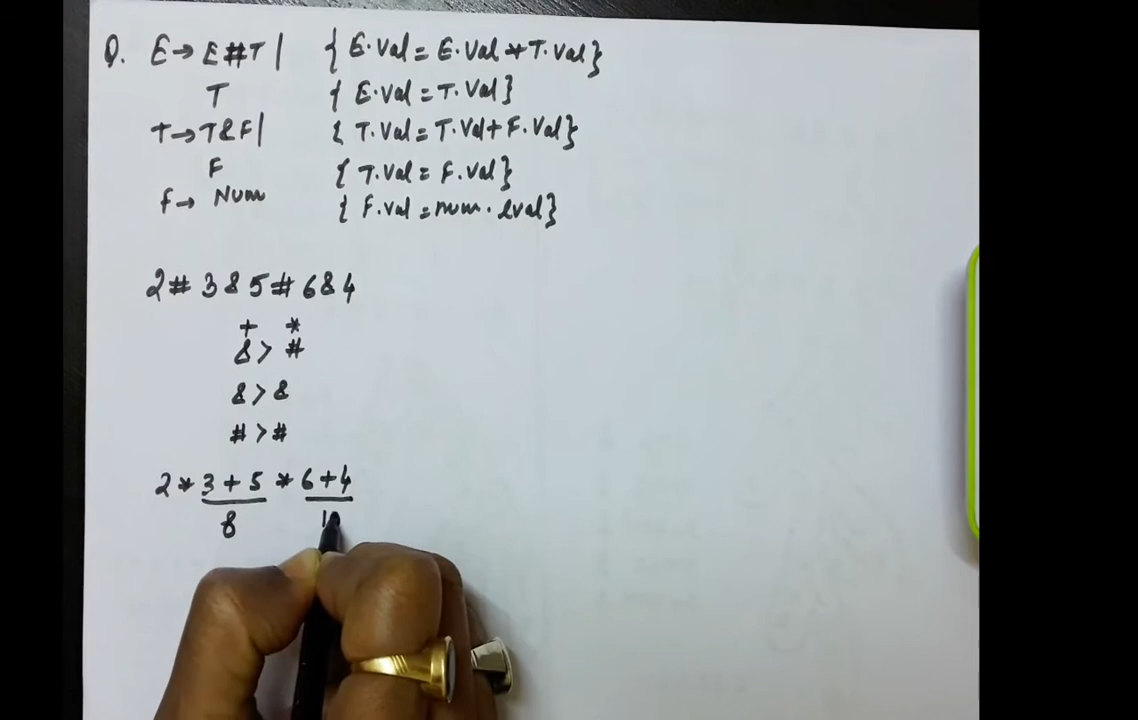 Q. E→ E#T| { E.Val = E.Val * T.Val}
T { E.Val = T.Val}
T→T&F| { T.Val = T.Val + F.Val}
F { T.Val = F.Val}
F→ Num { F.Val = num.lval}
2# 3&5#6&4
+ *
& > #
& > &
# > #
2 * 3 + 5 * 6 + 4
8 10